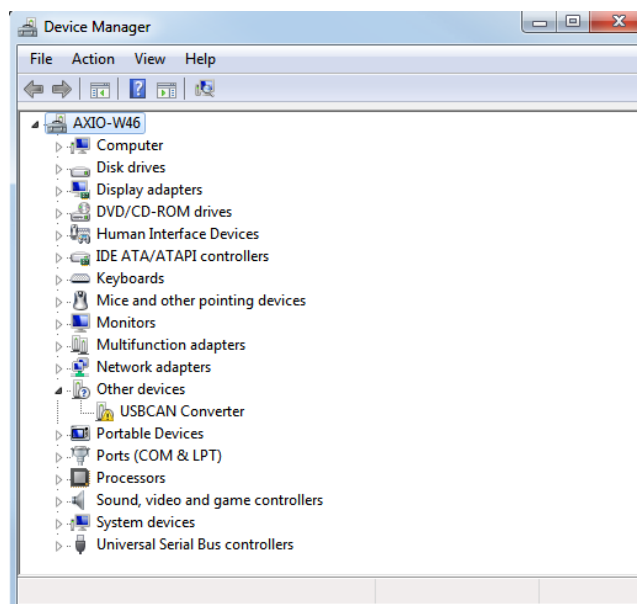 Device Manager
File Action View Help
AXIO-W46
Computer
Disk drives
Display adapters
DVD/CD-ROM drives
Human Interface Devices
IDE ATA/ATAPI controllers
Keyboards
Mice and other pointing devices
Monitors
Multifunction adapters
Network adapters
Other devices
USBCAN Converter
Portable Devices
Ports (COM & LPT)
Processors
Sound, video and game controllers
System devices
Universal Serial Bus controllers